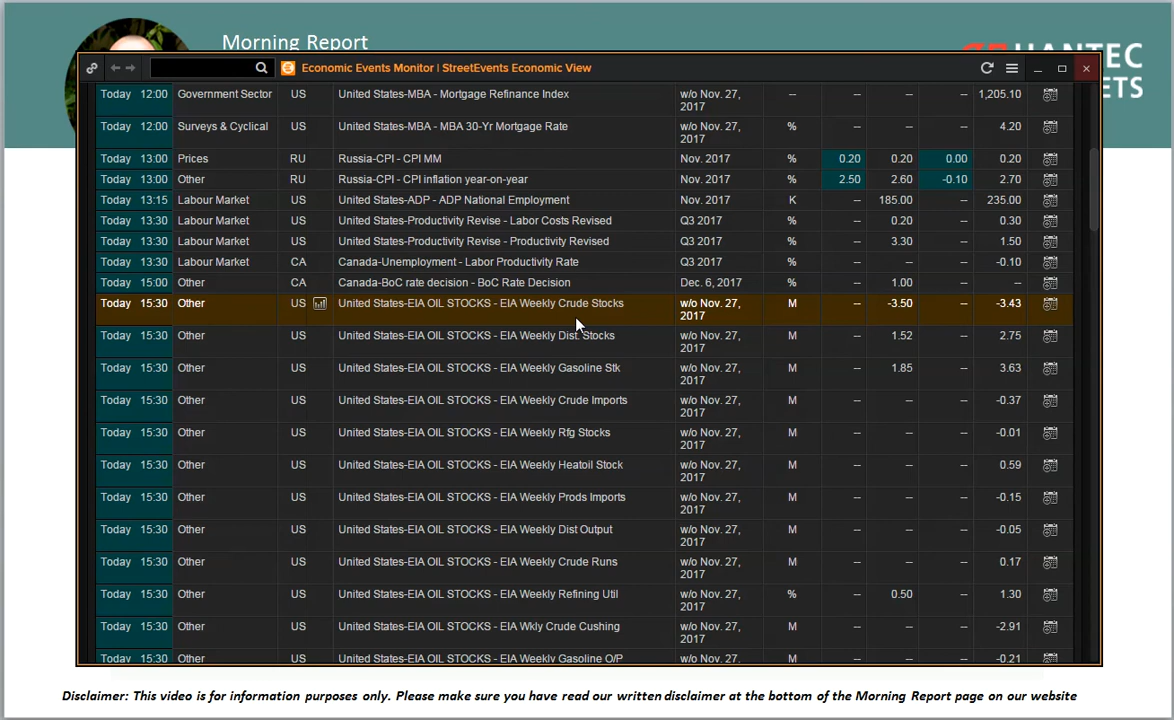 Morning Report
HANTEC
ETS
Economic Events Monitor | StreetEvents Economic View
Today 12:00 Government Sector US United States-MBA - Mortgage Refinance Index w/o Nov. 27, 2017 -- -- -- -- 1,205.10
Today 12:00 Surveys & Cyclical US United States-MBA - MBA 30-Yr Mortgage Rate w/o Nov. 27, 2017 % -- -- -- 4.20
Today 13:00 Prices RU Russia-CPI - CPI MM Nov. 2017 % 0.20 0.20 0.00 0.20
Today 13:00 Other RU Russia-CPI - CPI inflation year-on-year Nov. 2017 % 2.50 2.60 -0.10 2.70
Today 13:15 Labour Market US United States-ADP - ADP National Employment Nov. 2017 K -- 185.00 -- 235.00
Today 13:30 Labour Market US United States-Productivity Revise - Labor Costs Revised Q3 2017 % -- 0.20 -- 0.30
Today 13:30 Labour Market US United States-Productivity Revise - Productivity Revised Q3 2017 % -- 3.30 -- 1.50
Today 13:30 Labour Market CA Canada-Unemployment - Labor Productivity Rate Q3 2017 % -- -- -- -0.10
Today 15:00 Other CA Canada-BoC rate decision - BoC Rate Decision Dec. 6, 2017 % -- 1.00 -- --
Today 15:30 Other US United States-EIA OIL STOCKS - EIA Weekly Crude Stocks w/o Nov. 27, 2017 M -- -3.50 -- -3.43
Today 15:30 Other US United States-EIA OIL STOCKS - EIA Weekly Dist. Stocks w/o Nov. 27, 2017 M -- 1.52 -- 2.75
Today 15:30 Other US United States-EIA OIL STOCKS - EIA Weekly Gasoline Stk w/o Nov. 27, 2017 M -- 1.85 -- 3.63
Today 15:30 Other US United States-EIA OIL STOCKS - EIA Weekly Crude Imports w/o Nov. 27, 2017 M -- -- -- -0.37
Today 15:30 Other US United States-EIA OIL STOCKS - EIA Weekly Rfg Stocks w/o Nov. 27, 2017 M -- -- -- -0.01
Today 15:30 Other US United States-EIA OIL STOCKS - EIA Weekly Heatoil Stock w/o Nov. 27, 2017 M -- -- -- 0.59
Today 15:30 Other US United States-EIA OIL STOCKS - EIA Weekly Prods Imports w/o Nov. 27, 2017 M -- -- -- -0.15
Today 15:30 Other US United States-EIA OIL STOCKS - EIA Weekly Dist Output w/o Nov. 27, 2017 M -- -- -- -0.05
Today 15:30 Other US United States-EIA OIL STOCKS - EIA Weekly Crude Runs w/o Nov. 27, 2017 M -- -- -- 0.17
Today 15:30 Other US United States-EIA OIL STOCKS - EIA Weekly Refining Util w/o Nov. 27, 2017 % -- 0.50 -- 1.30
Today 15:30 Other US United States-EIA OIL STOCKS - EIA Wkly Crude Cushing w/o Nov. 27, 2017 M -- -- -- -2.91
Today 15:30 Other US United States-EIA OIL STOCKS - EIA Weekly Gasoline O/P w/o Nov. 27, M -- -- -- -0.21
Disclaimer: This video is for information purposes only. Please make sure you have read our written disclaimer at the bottom of the Morning Report page on our website